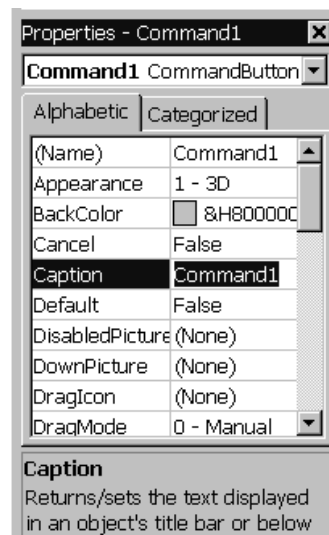 Properties - Command1
Command1 CommandButton
Alphabetic Categorized
(Name) Command1
Appearance 1 - 3D
BackColor &H800000
Cancel False
Caption Command1
Default False
DisabledPicture (None)
DownPicture (None)
DragIcon (None)
DragMode 0 - Manual
Caption
Returns/sets the text displayed
in an object's title bar or below